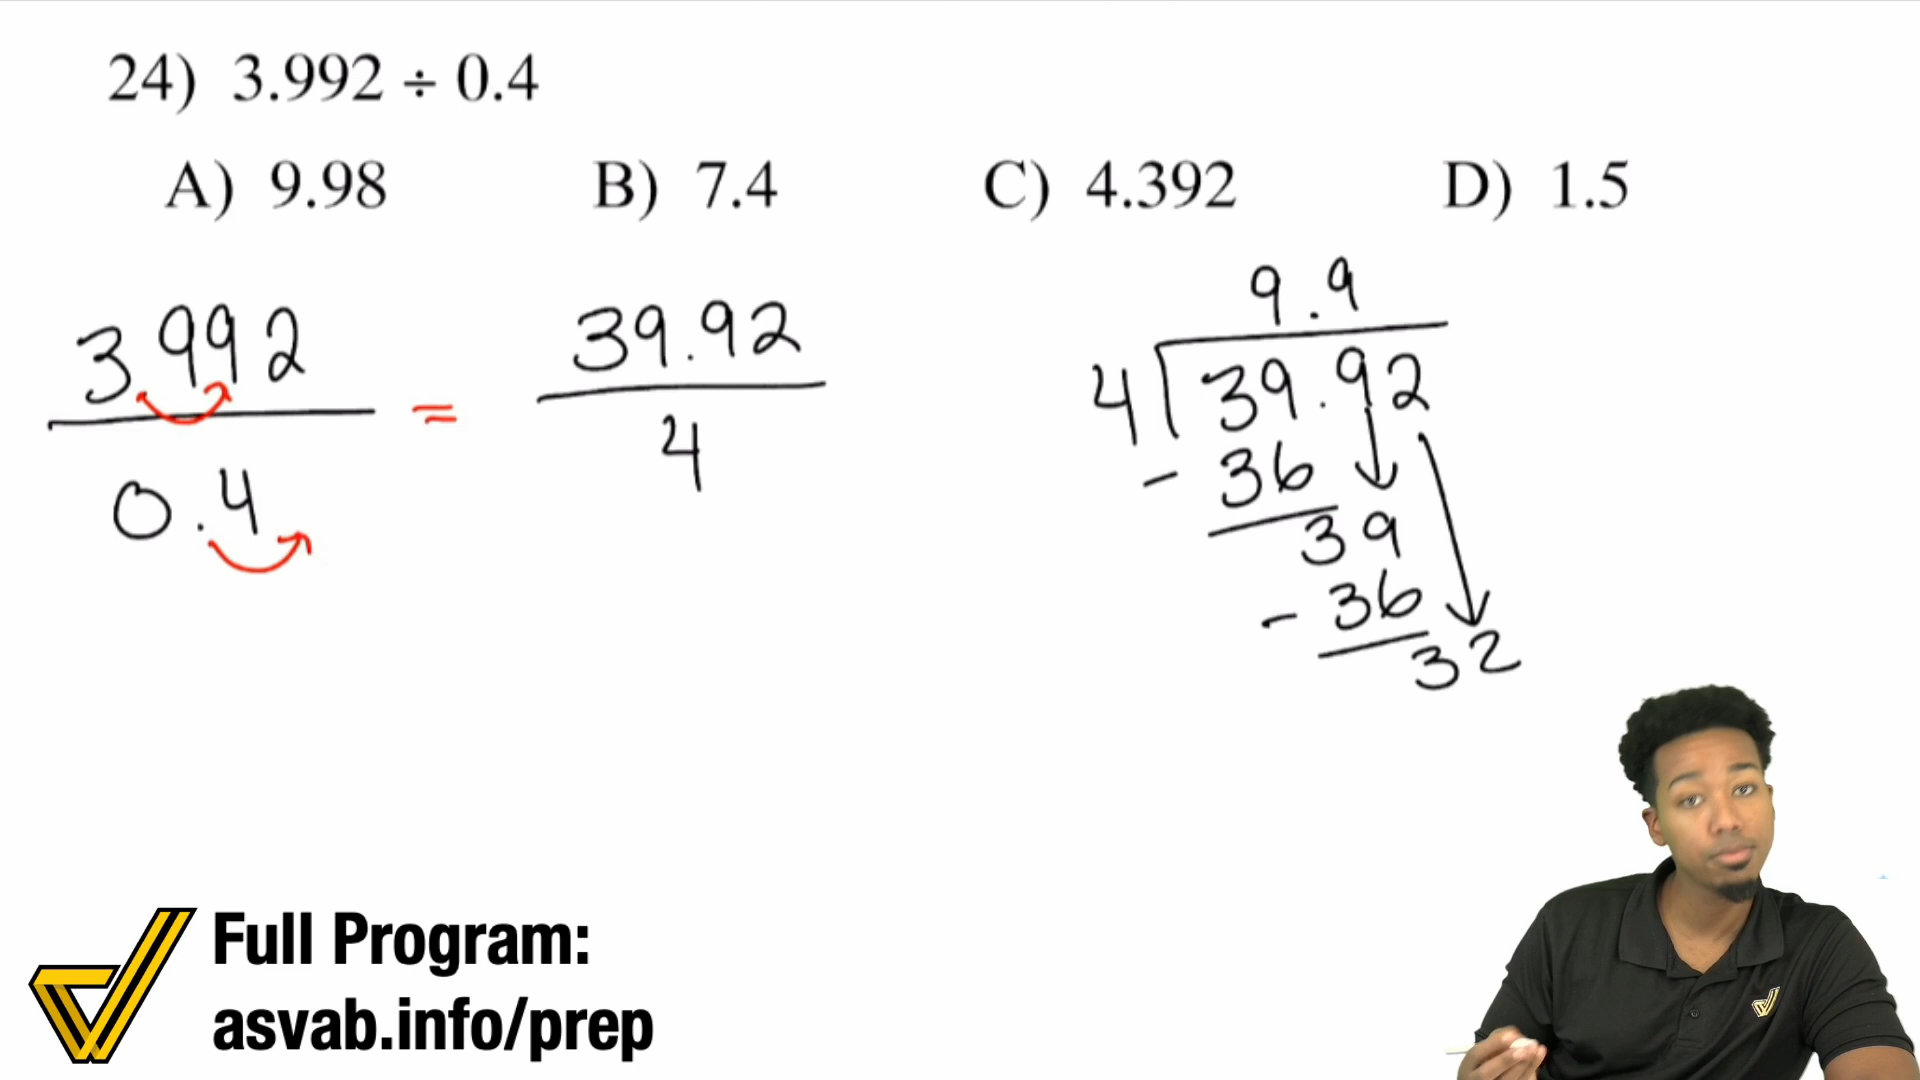 24) 3.992 ÷ 0.4
A) 9.98 B) 7.4 C) 4.392 D) 1.5
9.9
3 992 = 39.92 4 39.92
0.4 4 - 36
39
- 36
32
Full Program:
asvab.info/prep